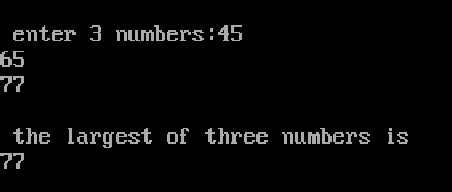 enter 3 numbers:45
65
77
the largest of three numbers is
77